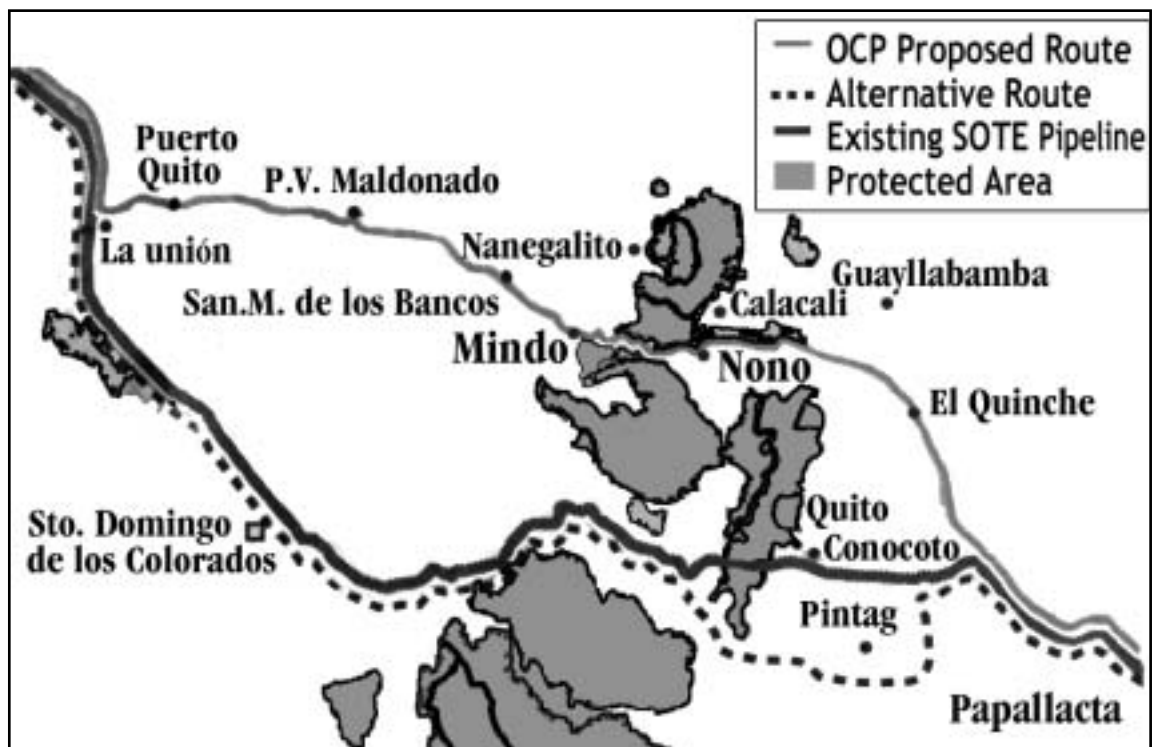 OCP Proposed Route
Alternative Route
Existing SOTE Pipeline
Protected Area
Puerto
Quito
P.V. Maldonado
La unión
Nanegalito
Guayllabamba
San.M. de los Bancos
Calacali
Mindo
Nono
El Quinche
Sto. Domingo
de los Colorados
Quito
Conocoto
Pintag
Papallacta